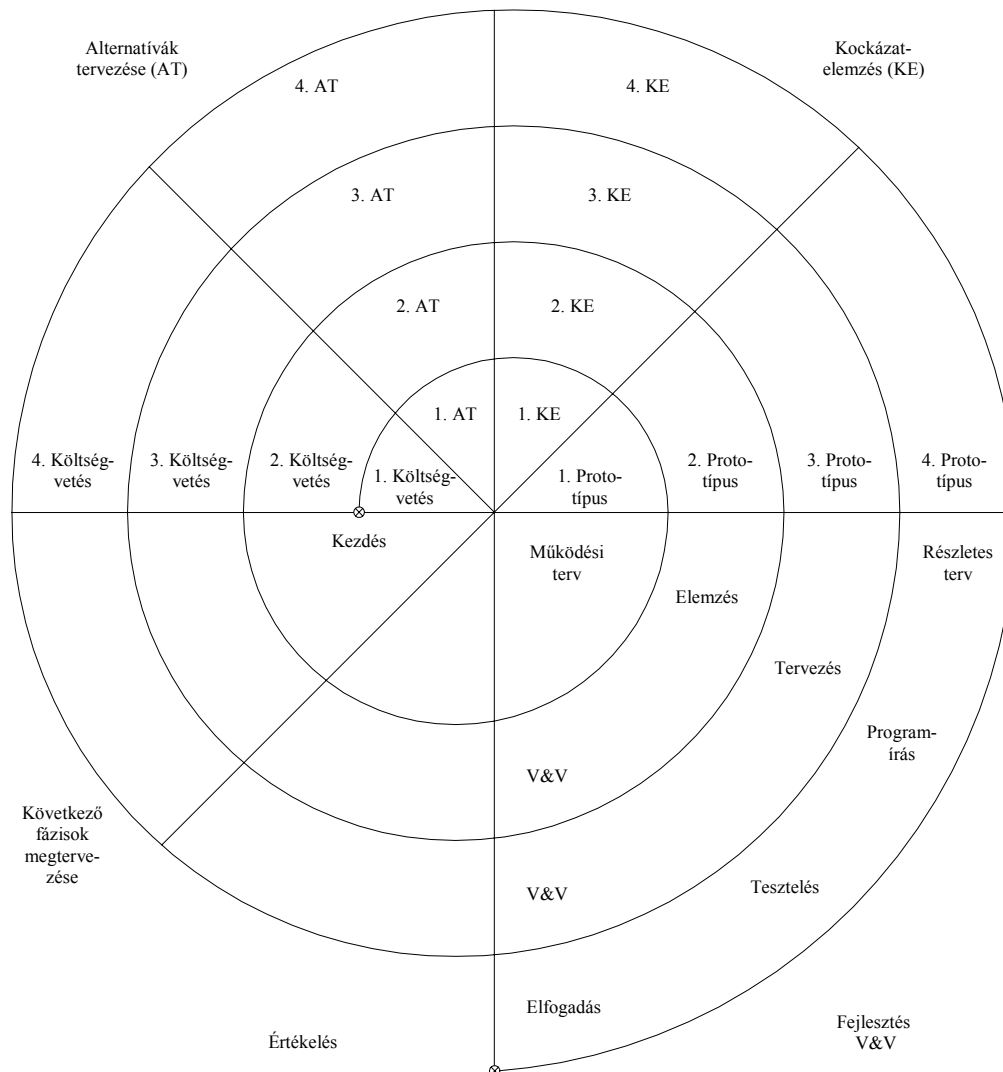 Alternatívák
tervezése (AT)
Kockázat-
elemzés (KE)
4. AT
4. KE
3. AT
3. KE
2. AT
2. KE
1. AT
1. KE
4. Költség-
vetés
3. Költség-
vetés
2. Költség-
vetés
1. Költség-
vetés
1. Proto-
típus
2. Proto-
típus
3. Proto-
típus
4. Proto-
típus
Kezdés
Működési
terv
Részletes
terv
Elemzés
Tervezés
Program-
írás
V&V
Következő
fázisok
megterve-
zése
V&V
Tesztelés
Elfogadás
Értékelés
Fejlesztés
V&V